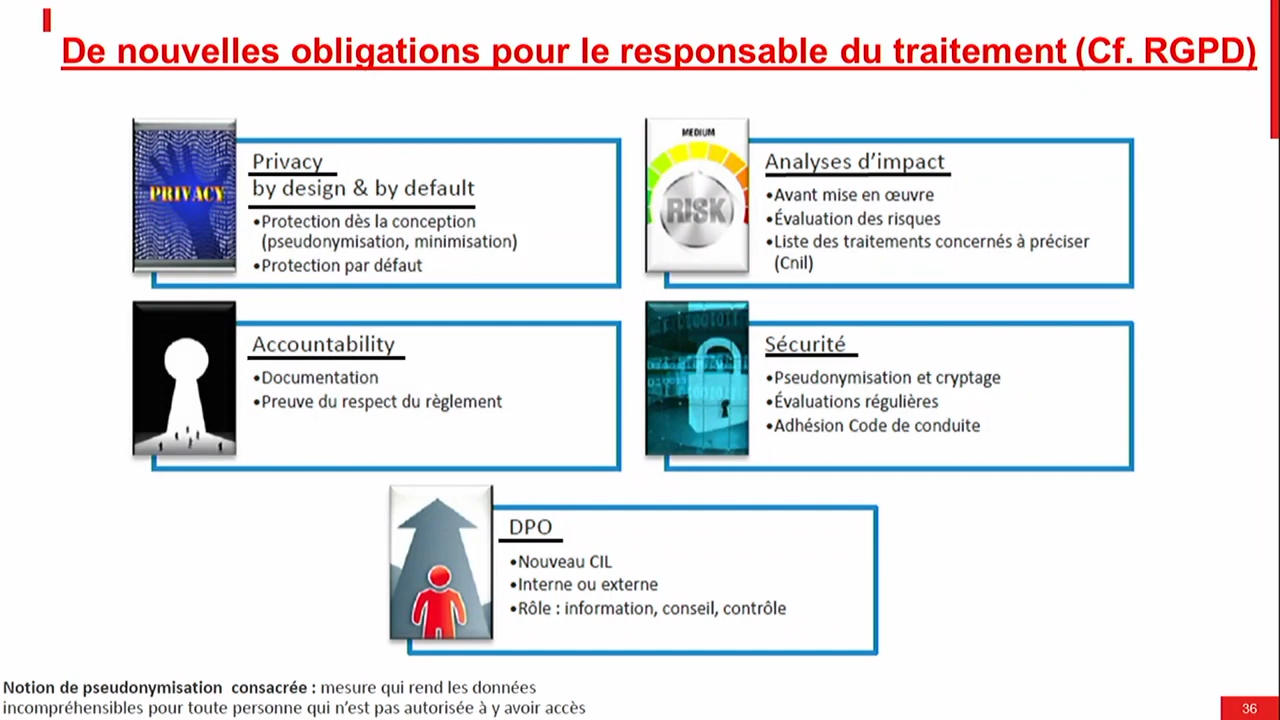 De nouvelles obligations pour le responsable du traitement (Cf. RGPD)
PRIVACY
Privacy
by design & by default
•Protection dès la conception
(pseudonymisation, minimisation)
•Protection par défaut
MEDIUM
RISK
Analyses d’impact
•Avant mise en œuvre
•Évaluation des risques
•Liste des traitements concernés à préciser
(Cnil)
Accountability
•Documentation
•Preuve du respect du règlement
Sécurité
•Pseudonymisation et cryptage
•Évaluations régulières
•Adhésion Code de conduite
DPO
•Nouveau CIL
•Interne ou externe
•Rôle : information, conseil, contrôle
Notion de pseudonymisation consacrée : mesure qui rend les données
incompréhensibles pour toute personne qui n’est pas autorisée à y avoir accès
36